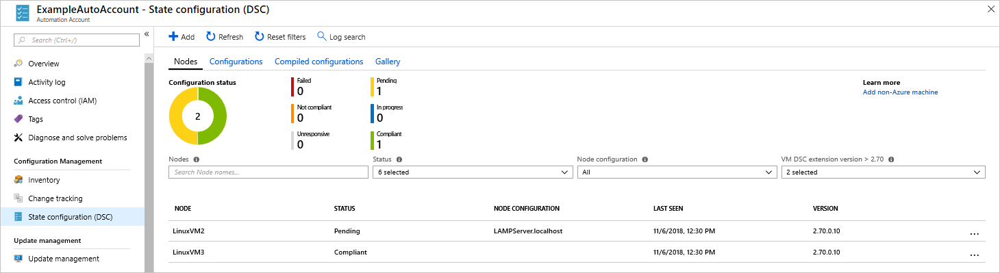 ExampleAutoAccount - State configuration (DSC)
Automation Account
Search (Ctrl+/)
Overview
Activity log
Access control (IAM)
Tags
Diagnose and solve problems
Configuration Management
Inventory
Change tracking
State configuration (DSC)
Update management
Update management
Add Refresh Reset filters Log search
Nodes Configurations Compiled configurations Gallery
Configuration status
2
Failed
0
Pending
1
Not compliant
0
In progress
0
Unresponsive
0
Compliant
1
Learn more
Add non-Azure machine
Nodes Status Node configuration VM DSC extension version > 2.70
Search Node names... 6 selected All 2 selected
NODE STATUS NODE CONFIGURATION LAST SEEN VERSION
LinuxVM2 Pending LAMPServer.localhost 11/6/2018, 12:30 PM 2.70.0.10 ...
LinuxVM3 Compliant 11/6/2018, 12:30 PM 2.70.0.10 ...